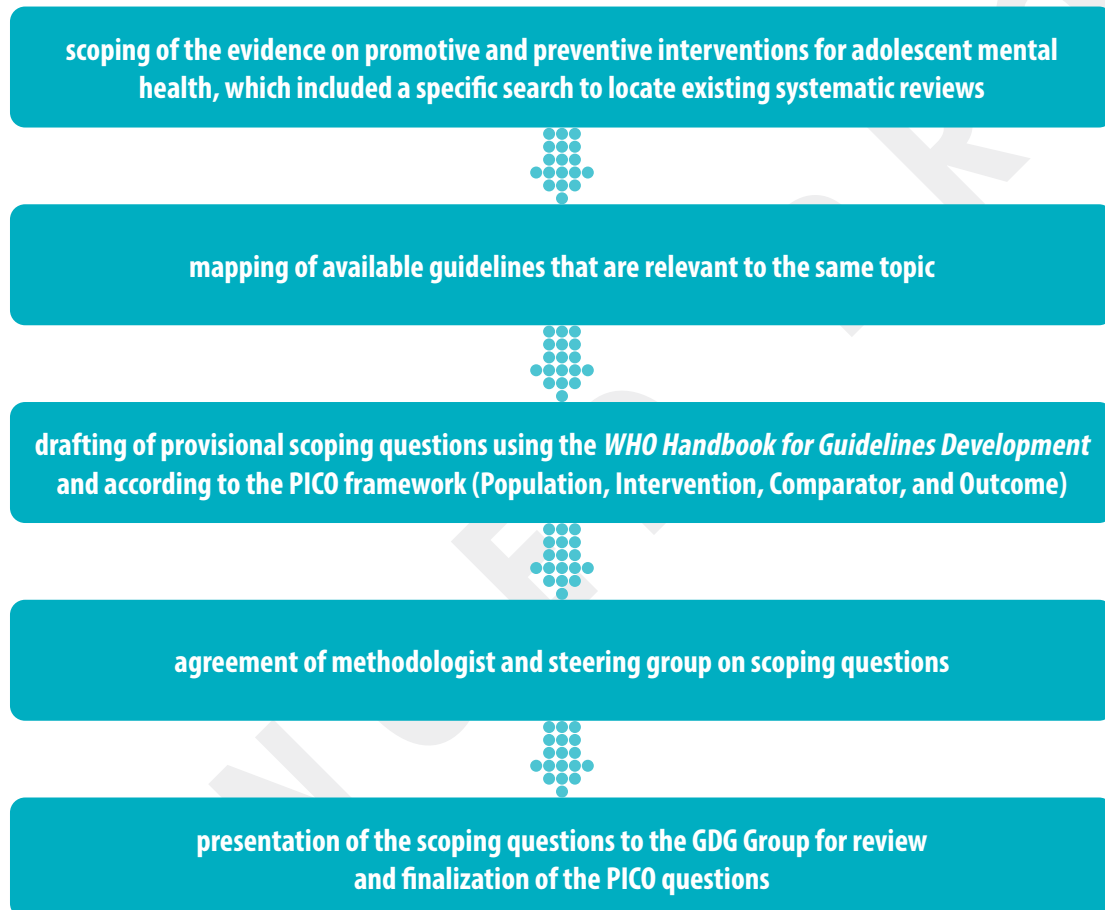 scoping of the evidence on promotive and preventive interventions for adolescent mental
health, which included a specific search to locate existing systematic reviews
mapping of available guidelines that are relevant to the same topic
drafting of provisional scoping questions using the WHO Handbook for Guidelines Development
and according to the PICO framework (Population, Intervention, Comparator, and Outcome)
agreement of methodologist and steering group on scoping questions
presentation of the scoping questions to the GDG Group for review
and finalization of the PICO questions